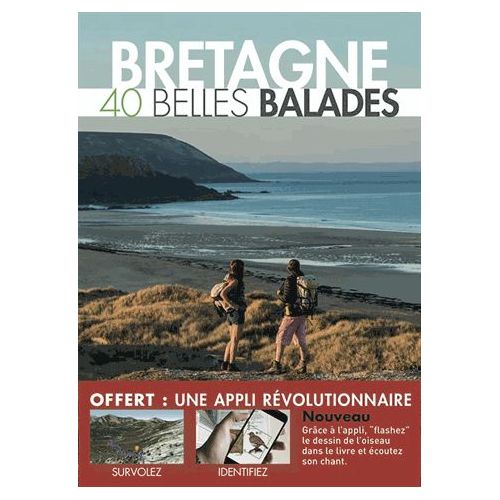 BRETAGNE
40 BELLES BALADES
OFFERT : UNE APPLI RÉVOLUTIONNAIRE
Nouveau
Grâce à l'appli, "flashez"
le dessin de l'oiseau
dans le livre et écoutez
son chant.
SURVOLEZ
IDENTIFIEZ